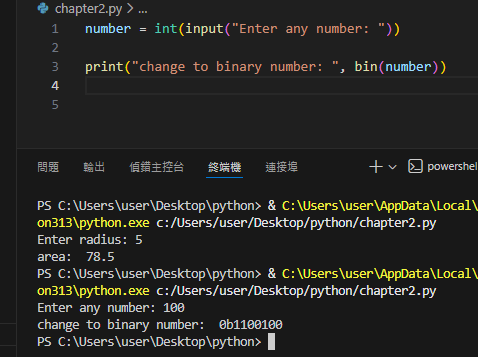 chapter2.py > ...
1 number = int(input("Enter any number: "))
2
3 print("change to binary number: ", bin(number))
4
5
問題 輸出 偵錯主控台 終端機 連接埠 powershel
PS C:\Users\user\Desktop\python> & C:\Users\user\AppData\Local\
on313\python.exe c:/Users/user/Desktop/python/chapter2.py
Enter radius: 5
area:  78.5
PS C:\Users\user\Desktop\python> & C:\Users\user\AppData\Local\
on313\python.exe c:/Users/user/Desktop/python/chapter2.py
Enter any number: 100
change to binary number:  0b1100100
PS C:\Users\user\Desktop\python>